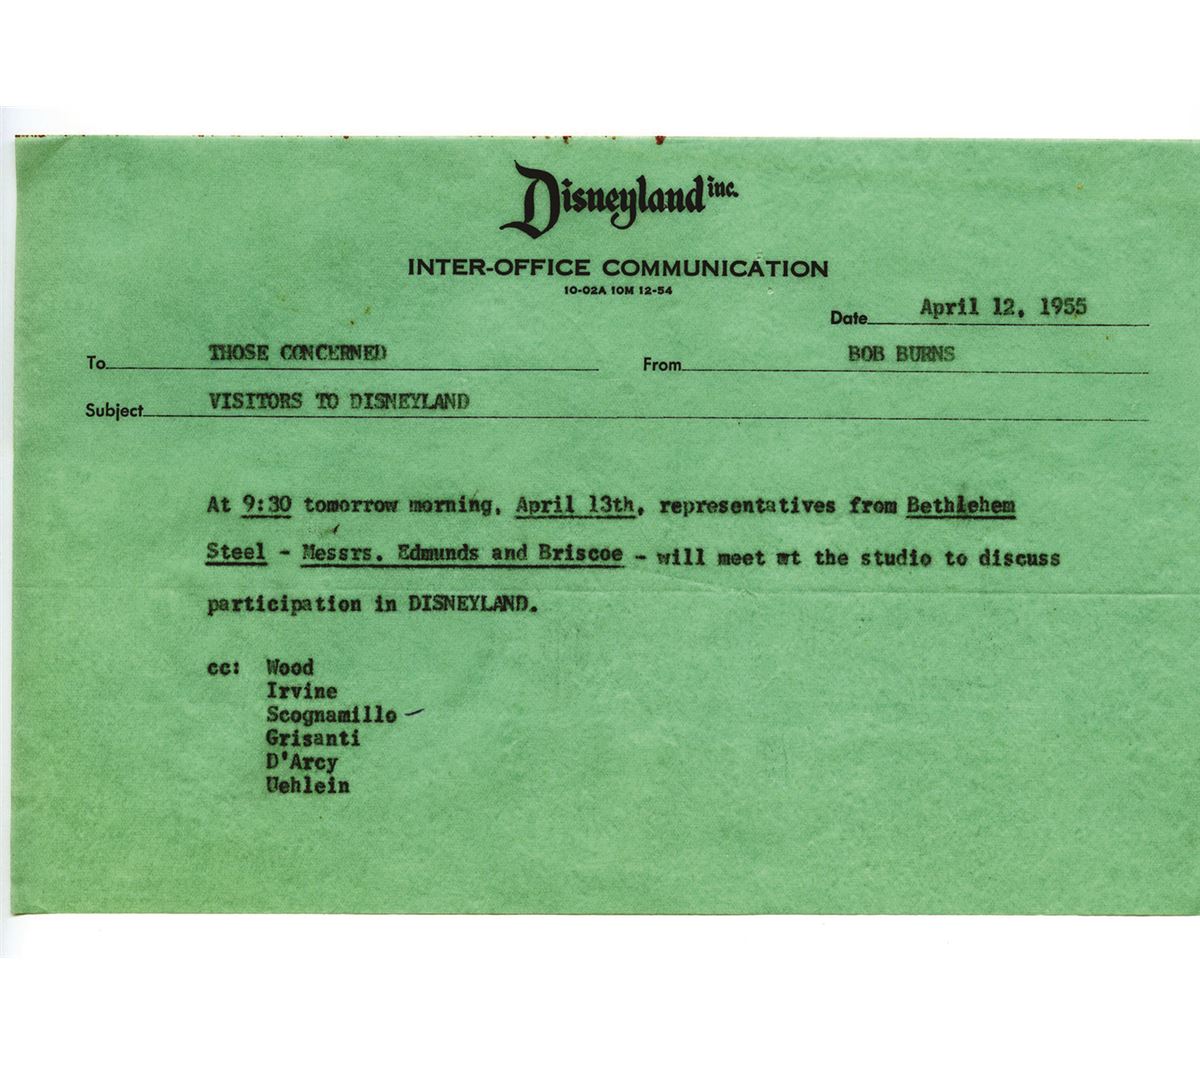 Disneyland inc.
INTER-OFFICE COMMUNICATION
10-02A 10M 12-54
Date April 12, 1955
To THOSE CONCERNED From BOB BURNS
Subject VISITORS TO DISNEYLAND
At 9:30 tomorrow morning, April 13th, representatives from Bethlehem
Steel - Messrs. Edmunds and Briscoe - will meet at the studio to discuss
participation in DISNEYLAND.
cc: Wood
Irvine
Scognamillo
Grisanti
D'Arcy
Uehlein